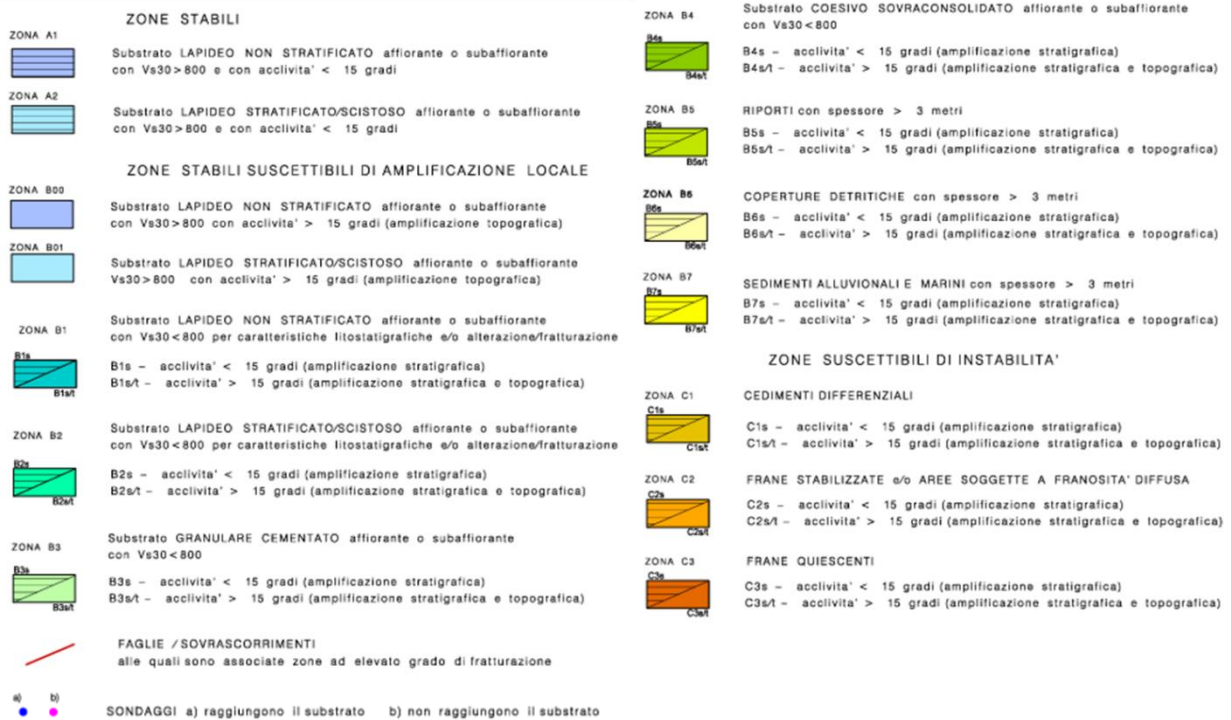 ZONE STABILI
ZONA A1
Substrato LAPIDEO NON STRATIFICATO affiorante o subaffiorante
con Vs30>800 e con acclivita' < 15 gradi
ZONA A2
Substrato LAPIDEO STRATIFICATO/SCISTOSO affiorante o subaffiorante
con Vs30>800 e con acclivita' < 15 gradi
ZONE STABILI SUSCETTIBILI DI AMPLIFICAZIONE LOCALE
ZONA B00
Substrato LAPIDEO NON STRATIFICATO affiorante o subaffiorante
con Vs30>800 con acclivita' > 15 gradi (amplificazione topografica)
ZONA B01
Substrato LAPIDEO STRATIFICATO/SCISTOSO affiorante o subaffiorante
Vs30>800 con acclivita' > 15 gradi (amplificazione topografica)
ZONA B1
Substrato LAPIDEO NON STRATIFICATO affiorante o subaffiorante
con Vs30<800 per caratteristiche litostatigrafiche e/o alterazione/fratturazione
B1s
B1s/t
B1s – acclivita' < 15 gradi (amplificazione stratigrafica)
B1s/t – acclivita' > 15 gradi (amplificazione stratigrafica e topografica)
ZONA B2
Substrato LAPIDEO STRATIFICATO/SCISTOSO affiorante o subaffiorante
con Vs30<800 per caratteristiche litostatigrafiche e/o alterazione/fratturazione
B2s
B2s/t
B2s – acclivita' < 15 gradi (amplificazione stratigrafica)
B2s/t – acclivita' > 15 gradi (amplificazione stratigrafica e topografica)
ZONA B3
Substrato GRANULARE CEMENTATO affiorante o subaffiorante
con Vs30<800
B3s
B3s/t
B3s – acclivita' < 15 gradi (amplificazione stratigrafica)
B3s/t – acclivita' > 15 gradi (amplificazione stratigrafica e topografica)
FAGLIE / SOVRASCORRIMENTI
alle quali sono associate zone ad elevato grado di fratturazione
a) b)
SONDAGGI a) raggiungono il substrato b) non raggiungono il substrato
ZONA B4
Substrato COESIVO SOVRACONSOLIDATO affiorante o subaffiorante
con Vs30<800
B4s
B4s/t
B4s – acclivita' < 15 gradi (amplificazione stratigrafica)
B4s/t – acclivita' > 15 gradi (amplificazione stratigrafica e topografica)
ZONA B5
RIPORTI con spessore > 3 metri
B5s
B5s/t
B5s – acclivita' < 15 gradi (amplificazione stratigrafica)
B5s/t – acclivita' > 15 gradi (amplificazione stratigrafica e topografica)
ZONA B6
COPERTURE DETRITICHE con spessore > 3 metri
B6s
B6s/t
B6s – acclivita' < 15 gradi (amplificazione stratigrafica)
B6s/t – acclivita' > 15 gradi (amplificazione stratigrafica e topografica)
ZONA B7
SEDIMENTI ALLUVIONALI E MARINI con spessore > 3 metri
B7s
B7s/t
B7s – acclivita' < 15 gradi (amplificazione stratigrafica)
B7s/t – acclivita' > 15 gradi (amplificazione stratigrafica e topografica)
ZONE SUSCETTIBILI DI INSTABILITA'
ZONA C1
CEDIMENTI DIFFERENZIALI
C1s
C1s/t
C1s – acclivita' < 15 gradi (amplificazione stratigrafica)
C1s/t – acclivita' > 15 gradi (amplificazione stratigrafica e topografica)
ZONA C2
FRANE STABILIZZATE e/o AREE SOGGETTE A FRANOSITA' DIFFUSA
C2s
C2s/t
C2s – acclivita' < 15 gradi (amplificazione stratigrafica)
C2s/t – acclivita' > 15 gradi (amplificazione stratigrafica e topografica)
ZONA C3
FRANE QUIESCENTI
C3s
C3s/t
C3s – acclivita' < 15 gradi (amplificazione stratigrafica)
C3s/t – acclivita' > 15 gradi (amplificazione stratigrafica e topografica)